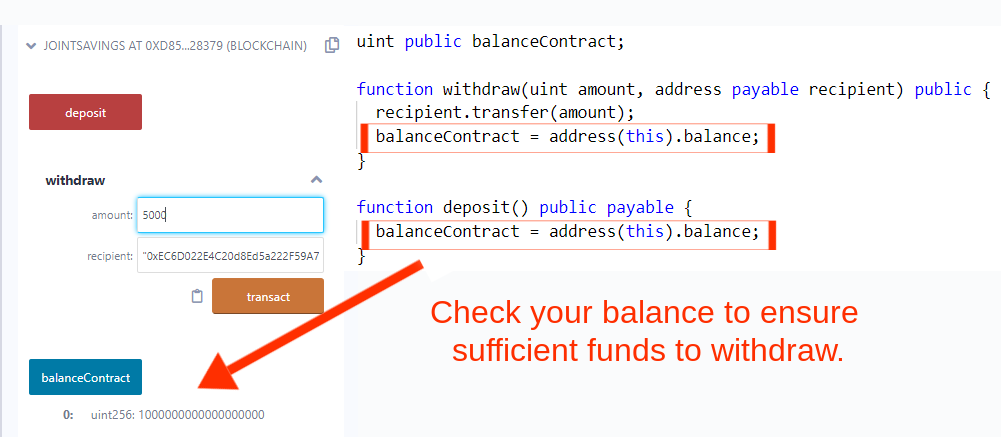 JOINTSAVINGS AT 0XD85...28379 (BLOCKCHAIN)
deposit
withdraw
amount: 5000
recipient: "0xEC6D022E4C20d8Ed5a222F59A7
transact
balanceContract
0: uint256: 1000000000000000000
uint public balanceContract;
function withdraw(uint amount, address payable recipient) public {
recipient.transfer(amount);
balanceContract = address(this).balance;
}
function deposit() public payable {
balanceContract = address(this).balance;
}
Check your balance to ensure
sufficient funds to withdraw.